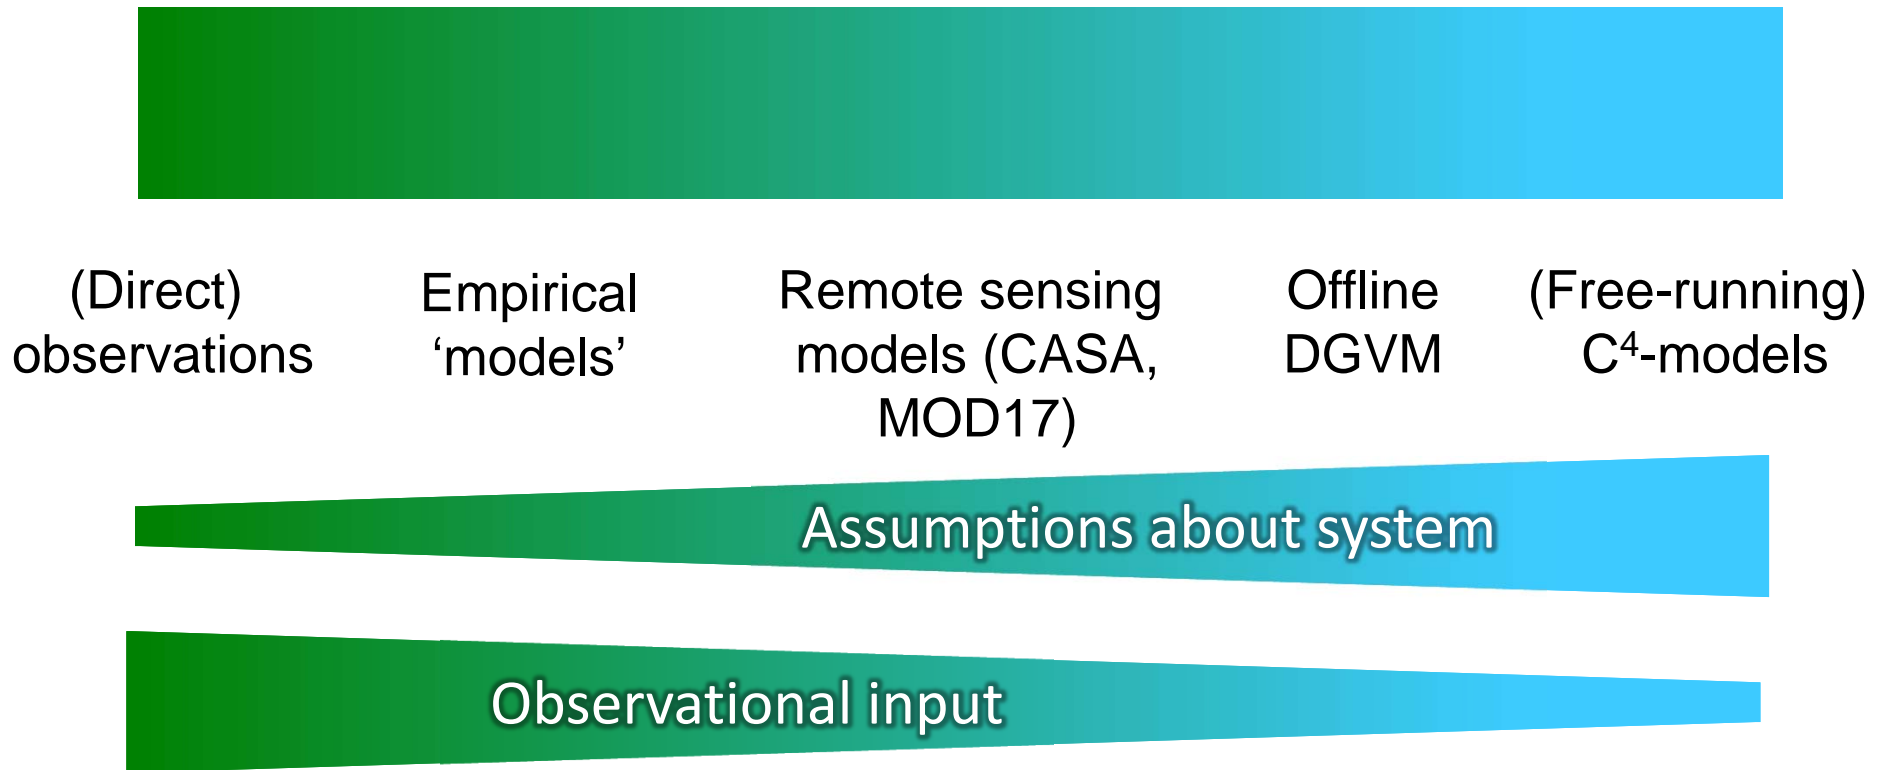 (Direct)
observations
Empirical
‘models’
Remote sensing
models (CASA,
MOD17)
Offline
DGVM
(Free-running)
C⁴-models
Assumptions about system
Observational input